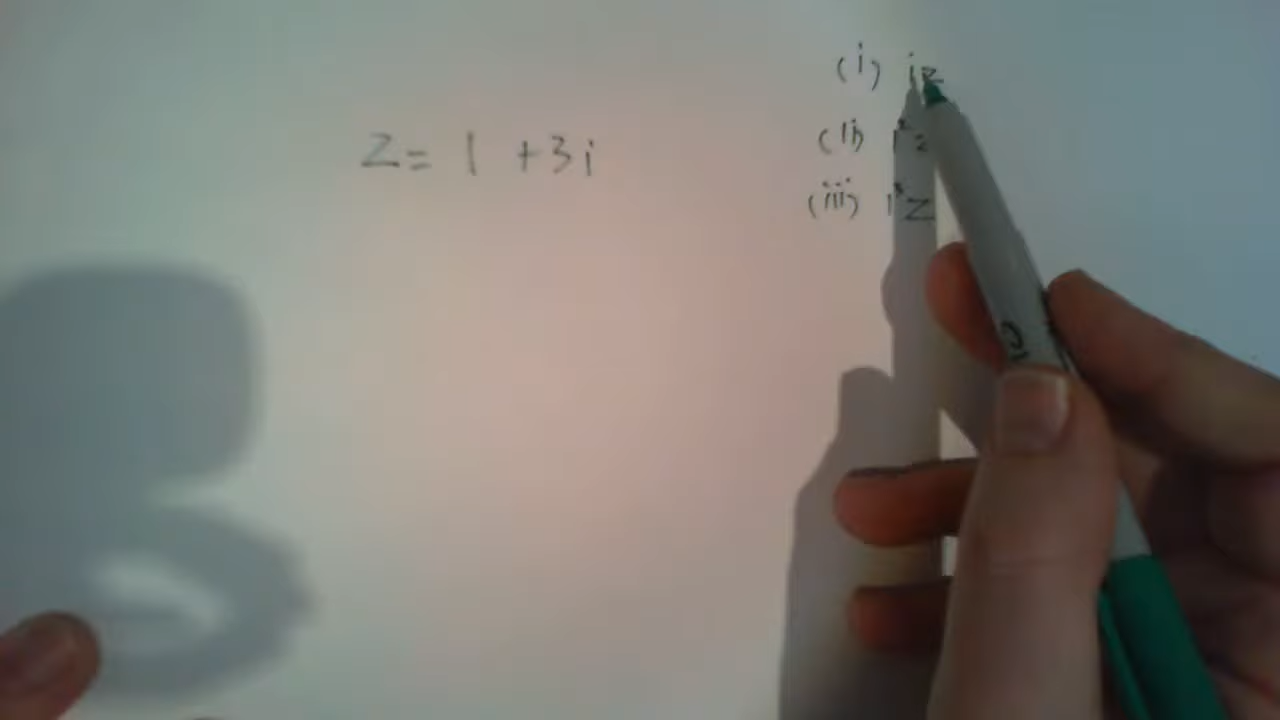 z = 1 + 3i
(i) iz
(ii) i²z
(iii) i³z